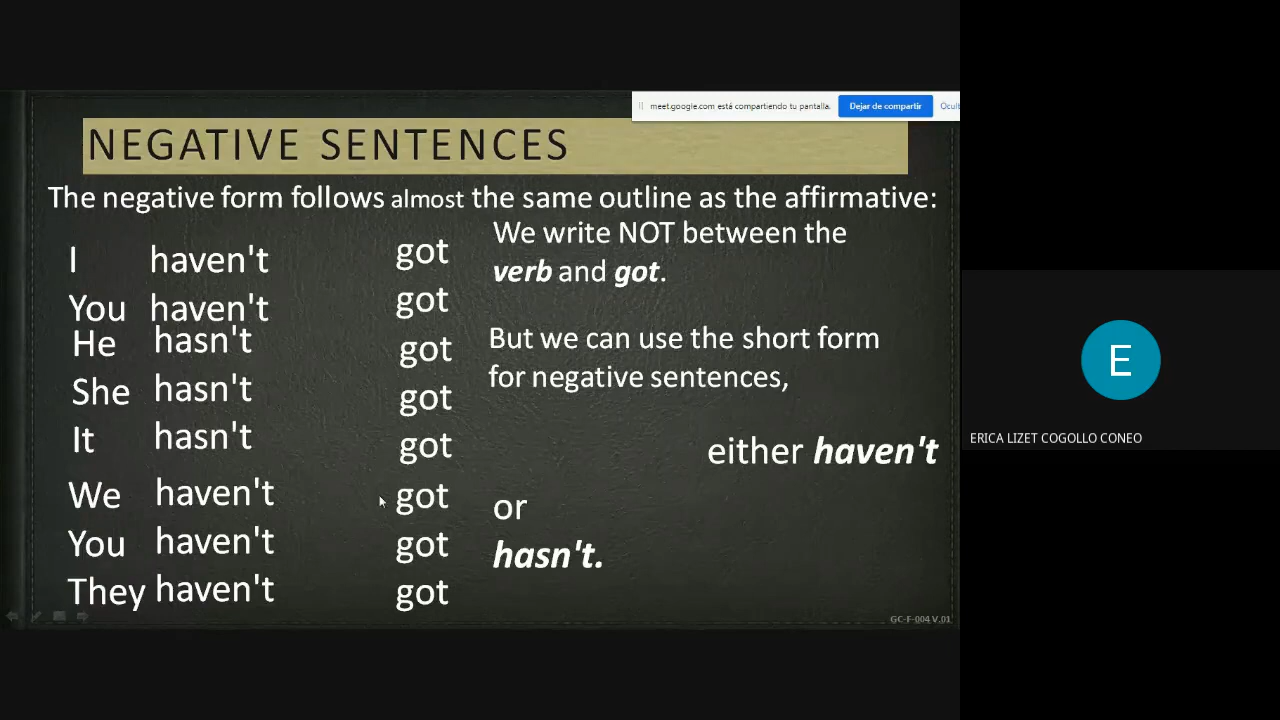 meet.google.com está compartiendo tu pantalla.
Dejar de compartir
NEGATIVE SENTENCES
The negative form follows almost the same outline as the affirmative:
I haven't got
You haven't got
He hasn't got
She hasn't got
It hasn't got
We haven't got
You haven't got
They haven't got
We write NOT between the
verb and got.
But we can use the short form
for negative sentences,
either haven't
or
hasn't.
GC-F-004 V.01
E
ERICA LIZET COGOLLO CONEO